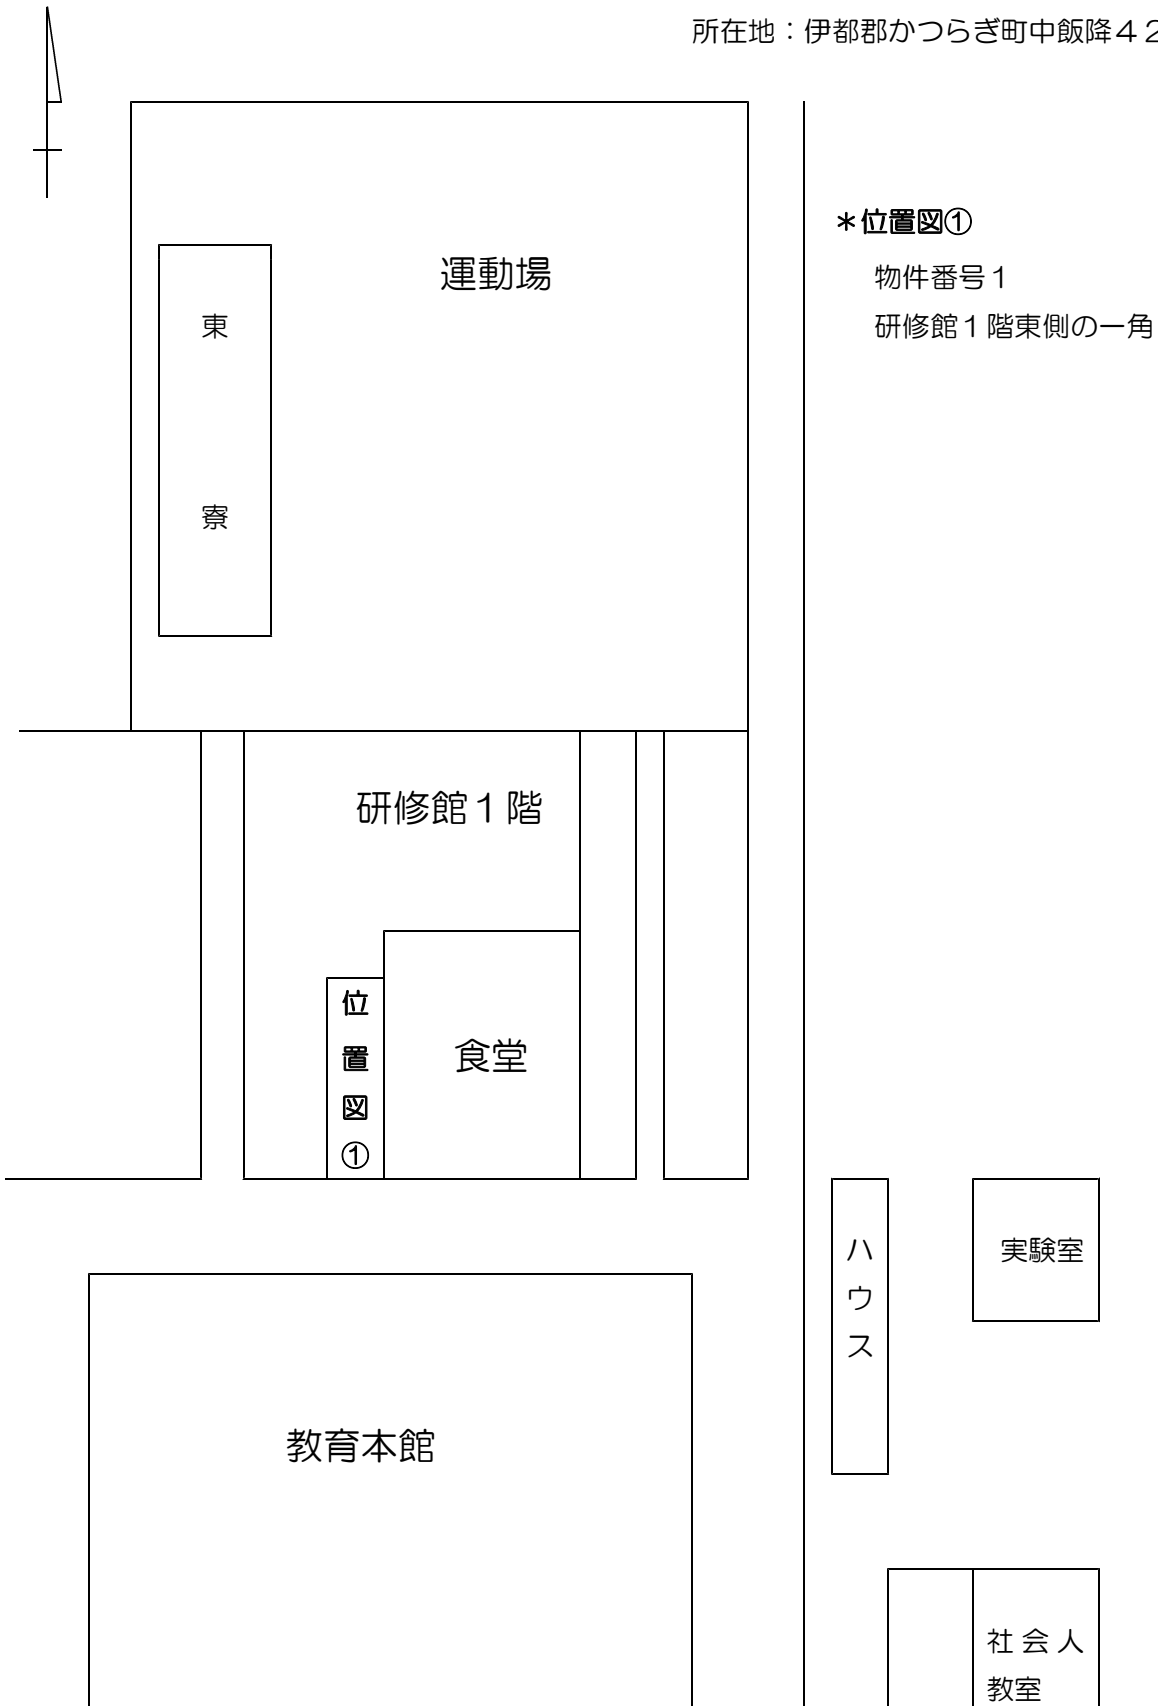 所在地：伊都郡かつらぎ町中飯降４２
＊位置図①
物件番号１
研修館１階東側の一角
運動場
東寮
研修館１階
位置図①
食堂
ハウス
実験室
教育本館
社会人
教室